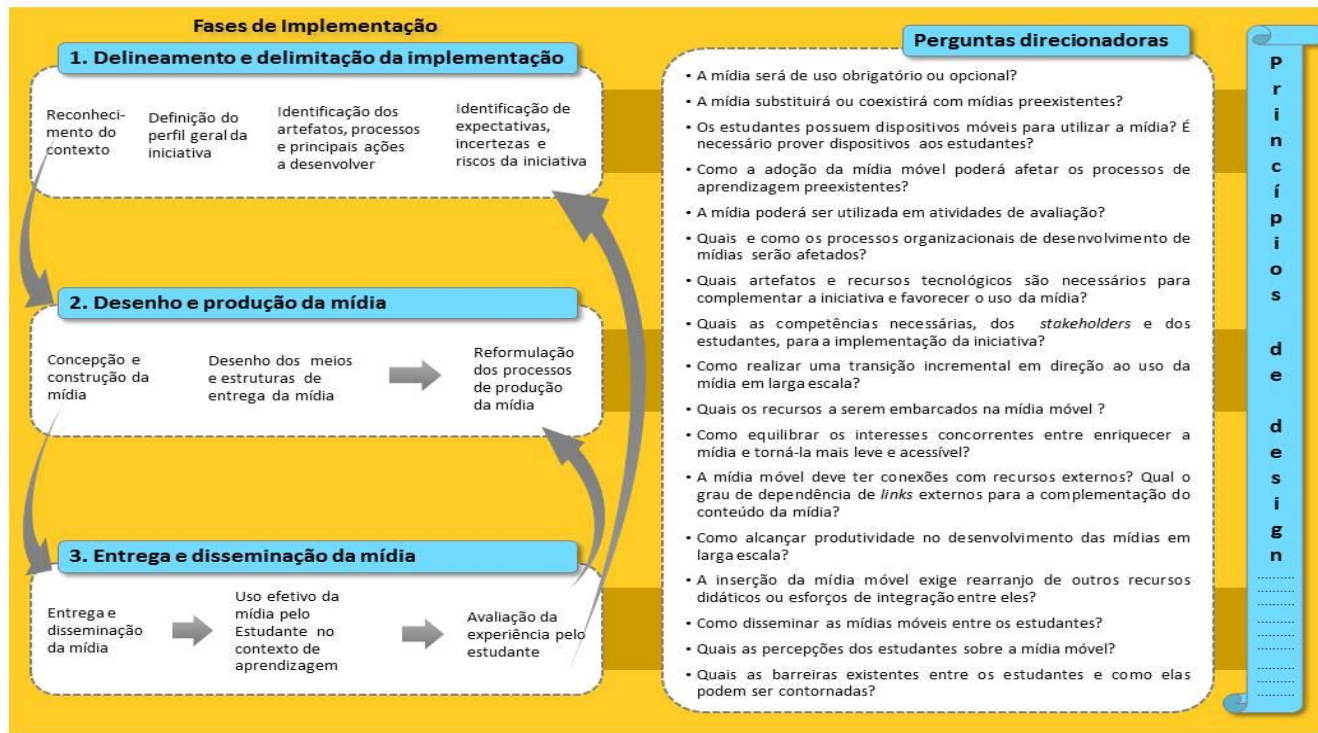 Fases de Implementação
1. Delineamento e delimitação da implementação
Reconheci-
mento do
contexto
Definição do
perfil geral da
iniciativa
Identificação dos
artefatos, processos
e principais ações
a desenvolver
Identificação de
expectativas,
incertezas e
riscos da iniciativa
2. Desenho e produção da mídia
Concepção e
construção da
mídia
Desenho dos meios
e estruturas de
entrega da mídia
Reformulação
dos processos
de produção
da mídia
3. Entrega e disseminação da mídia
Entrega e
disseminação
da mídia
Uso efetivo da
mídia pelo
Estudante no
contexto de
aprendizagem
Avaliação da
experiência pelo
estudante
Perguntas direcionadoras
• A mídia será de uso obrigatório ou opcional?
• A mídia substituirá ou coexistirá com mídias preexistentes?
• Os estudantes possuem dispositivos móveis para utilizar a mídia? É
necessário prover dispositivos aos estudantes?
• Como a adoção da mídia móvel poderá afetar os processos de
aprendizagem preexistentes?
• A mídia poderá ser utilizada em atividades de avaliação?
• Quais e como os processos organizacionais de desenvolvimento de
mídias serão afetados?
• Quais artefatos e recursos tecnológicos são necessários para
complementar a iniciativa e favorecer o uso da mídia?
• Quais as competências necessárias, dos stakeholders e dos
estudantes, para a implementação da iniciativa?
• Como realizar uma transição incremental em direção ao uso da
mídia em larga escala?
• Quais os recursos a serem embarcados na mídia móvel ?
• Como equilibrar os interesses concorrentes entre enriquecer a
mídia e torná-la mais leve e acessível?
• A mídia móvel deve ter conexões com recursos externos? Qual o
grau de dependência de links externos para a complementação do
conteúdo da mídia?
• Como alcançar produtividade no desenvolvimento das mídias em
larga escala?
• A inserção da mídia móvel exige rearranjo de outros recursos
didáticos ou esforços de integração entre eles?
• Como disseminar as mídias móveis entre os estudantes?
• Quais as percepções dos estudantes sobre a mídia móvel?
• Quais as barreiras existentes entre os estudantes e como elas
podem ser contornadas?
Princípios de design